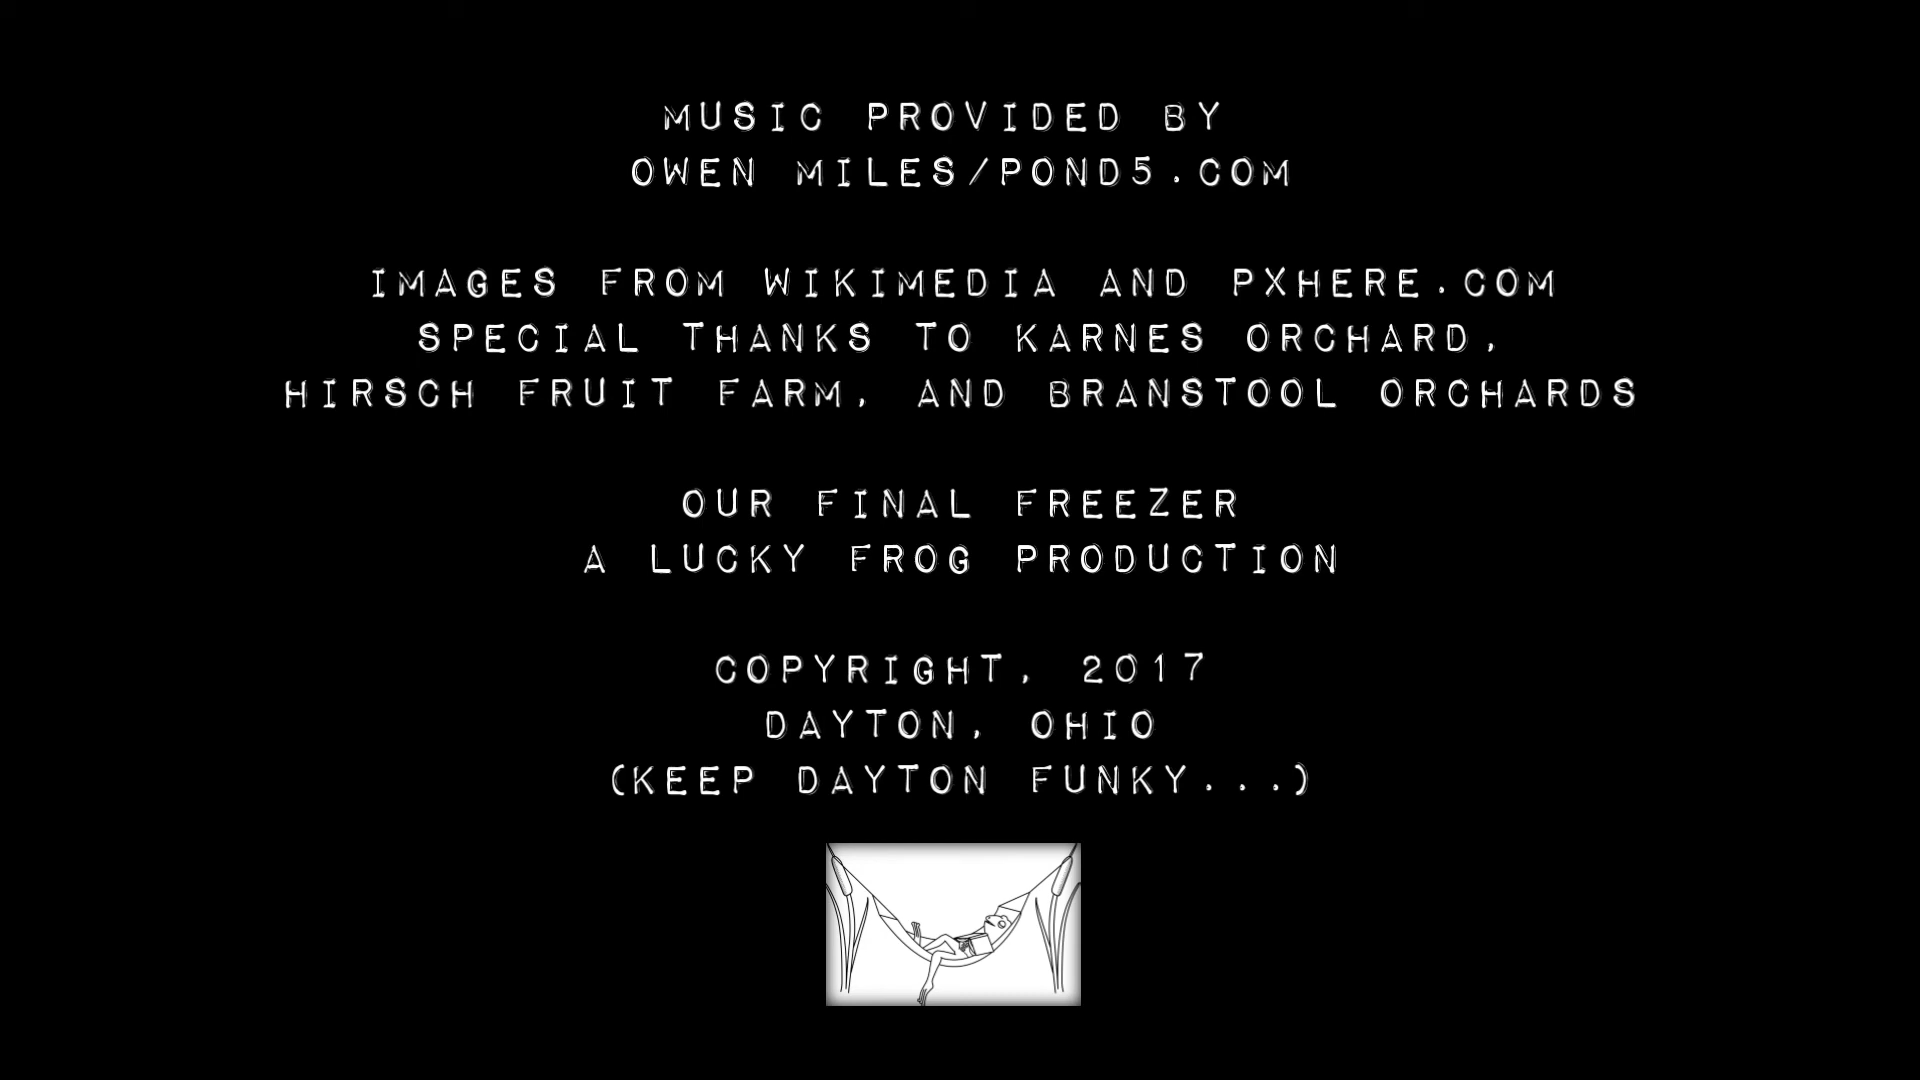 MUSIC PROVIDED BY
OWEN MILES/POND5.COM
IMAGES FROM WIKIMEDIA AND PXHERE.COM
SPECIAL THANKS TO KARNES ORCHARD,
HIRSCH FRUIT FARM, AND BRANSTOOL ORCHARDS
OUR FINAL FREEZER
A LUCKY FROG PRODUCTION
COPYRIGHT, 2017
DAYTON, OHIO
(KEEP DAYTON FUNKY...)